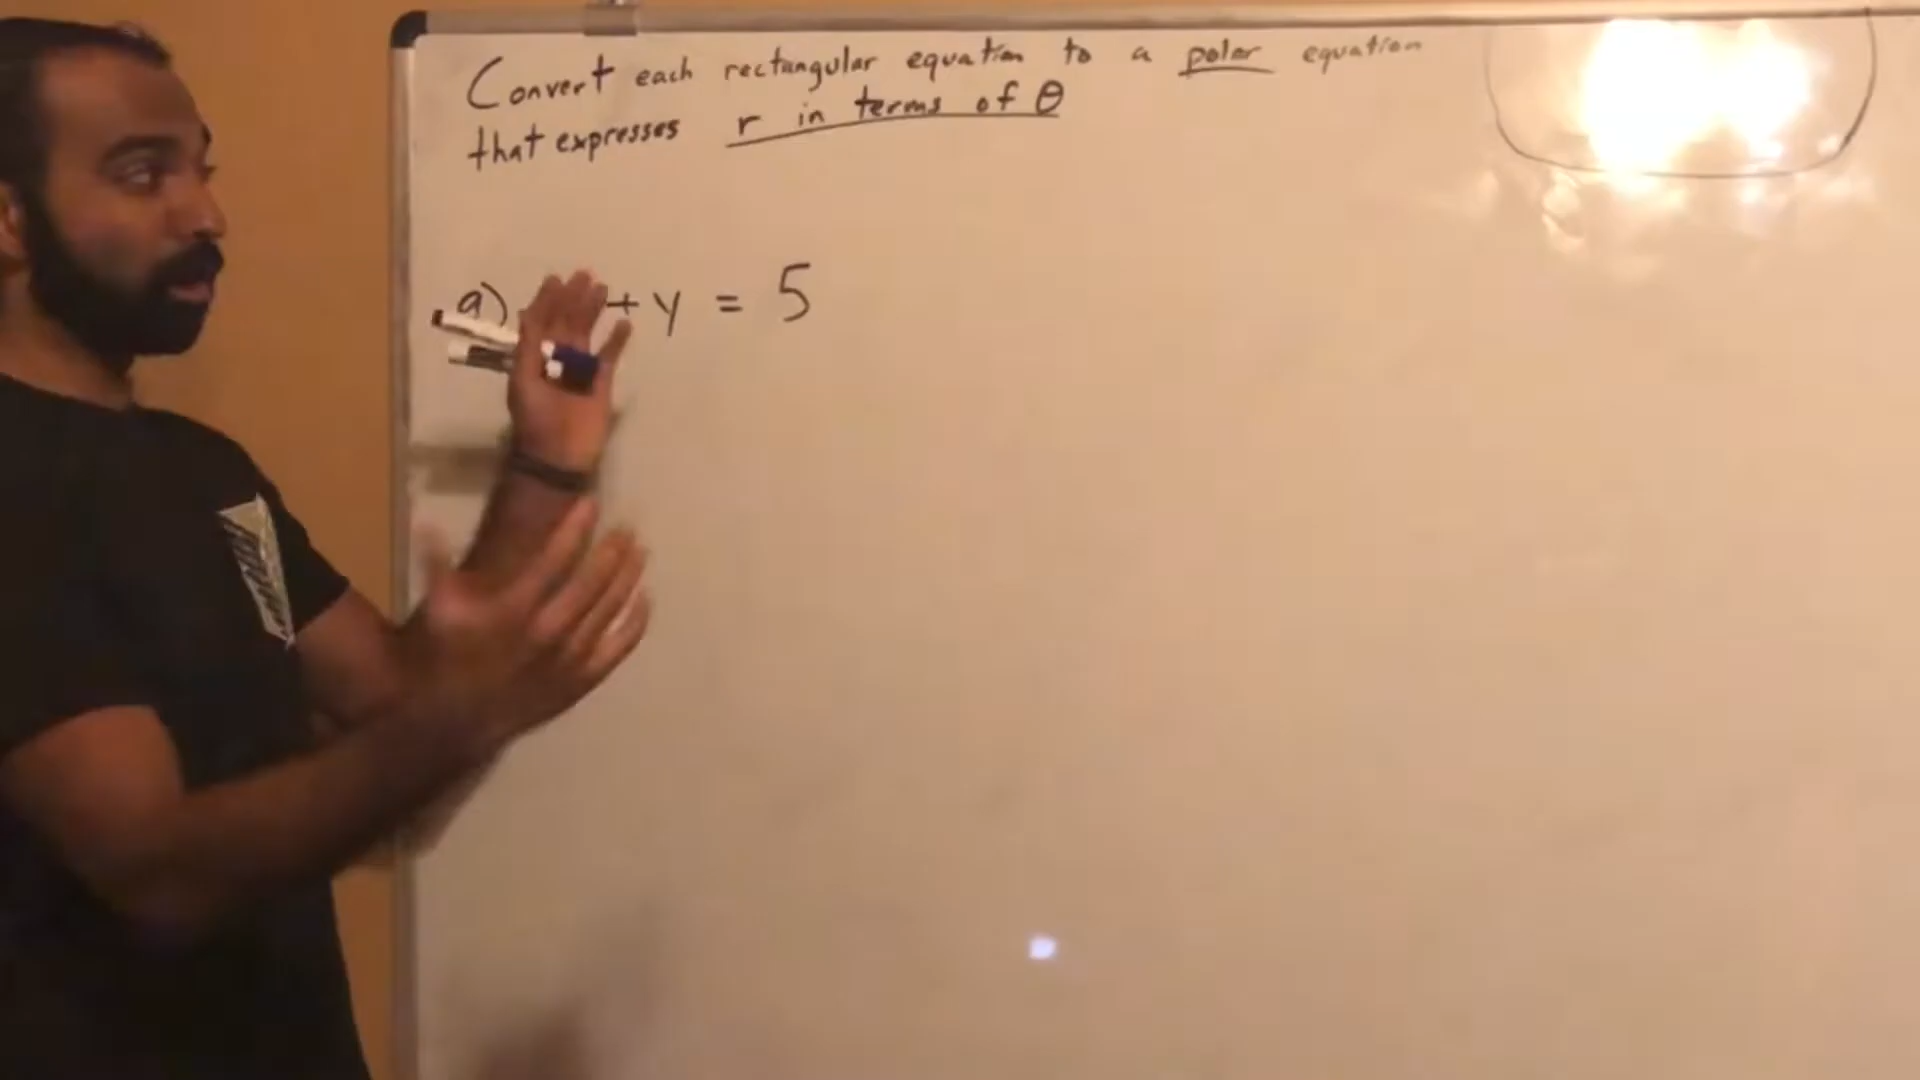 Convert each rectangular equation to a polar equation
that expresses r in terms of θ
a) + y = 5